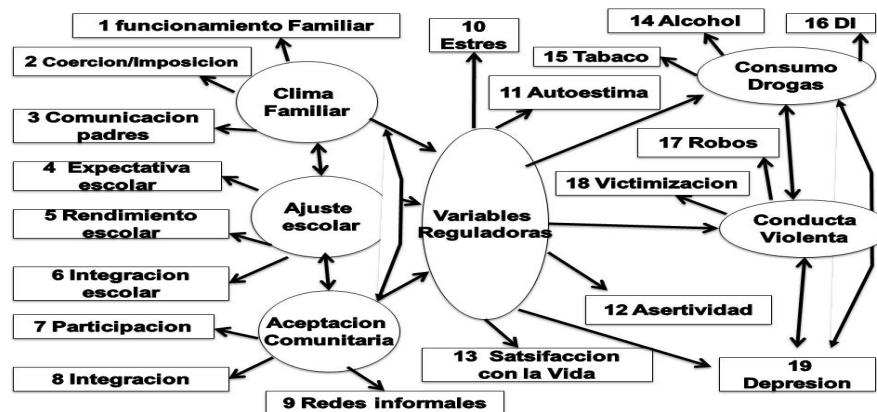 1 funcionamiento Familiar
2 Coercion/Imposicion
3 Comunicacion
padres
4 Expectativa
escolar
5 Rendimiento
escolar
6 Integracion
escolar
7 Participacion
8 Integracion
9 Redes informales
Clima
Familiar
Ajuste
escolar
Aceptacion
Comunitaria
10
Estres
11 Autoestima
Variables
Reguladoras
12 Asertividad
13 Satsifaccion
con la Vida
14 Alcohol
15 Tabaco
16 DI
Consumo
Drogas
17 Robos
18 Victimizacion
Conducta
Violenta
19
Depresion